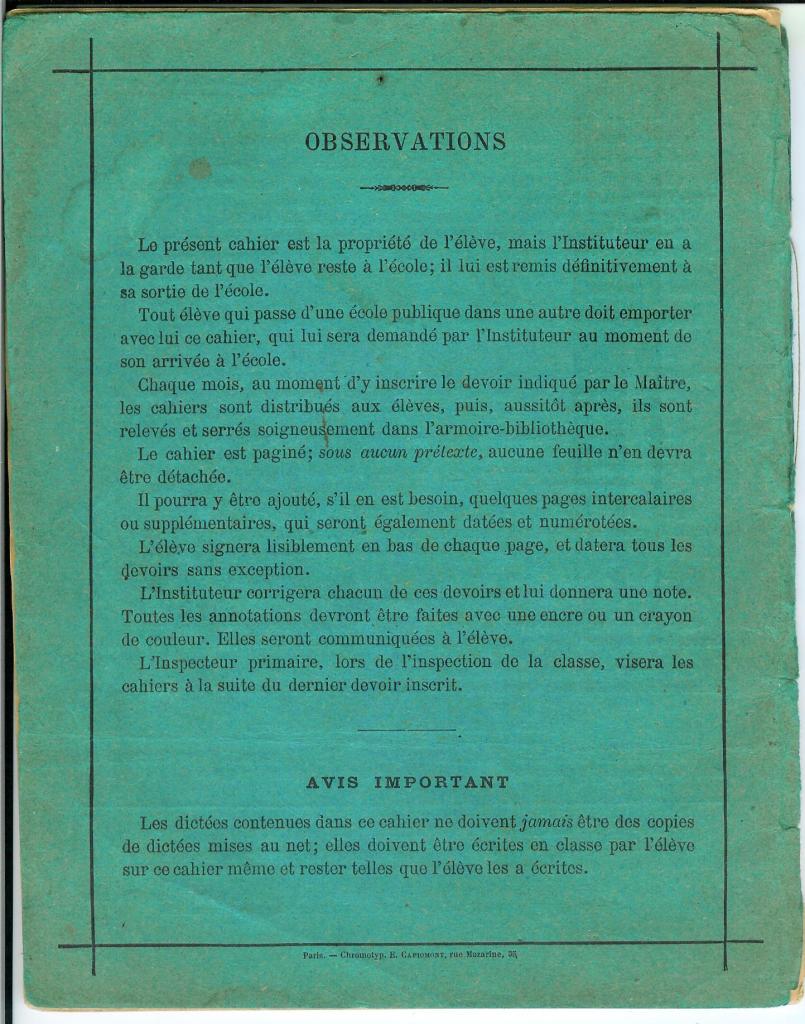 OBSERVATIONS
Le présent cahier est la propriété de l'élève, mais l'Instituteur en a
la garde tant que l'élève reste à l'école; il lui est remis définitivement à
sa sortie de l'école.
Tout élève qui passe d'une école publique dans une autre doit emporter
avec lui ce cahier, qui lui sera demandé par l'Instituteur au moment de
son arrivée à l'école.
Chaque mois, au moment d'y inscrire le devoir indiqué par le Maître,
les cahiers sont distribués aux élèves, puis, aussitôt après, ils sont
relevés et serrés soigneusement dans l'armoire-bibliothèque.
Le cahier est paginé; sous aucun prétexte, aucune feuille n'en devra
être détachée.
Il pourra y être ajouté, s'il en est besoin, quelques pages intercalaires
ou supplémentaires, qui seront également datées et numérotées.
L'élève signera lisiblement en bas de chaque page, et datera tous les
devoirs sans exception.
L'Instituteur corrigera chacun de ces devoirs et lui donnera une note.
Toutes les annotations devront être faites avec une encre ou un crayon
de couleur. Elles seront communiquées à l'élève.
L'Inspecteur primaire, lors de l'inspection de la classe, visera les
cahiers à la suite du dernier devoir inscrit.
AVIS IMPORTANT
Les dictées contenues dans ce cahier ne doivent jamais être des copies
de dictées mises au net; elles doivent être écrites en classe par l'élève
sur ce cahier même et rester telles que l'élève les a écrites.
Paris. — Chromotyp. E. CAPIOMONT, rue Mazarine,